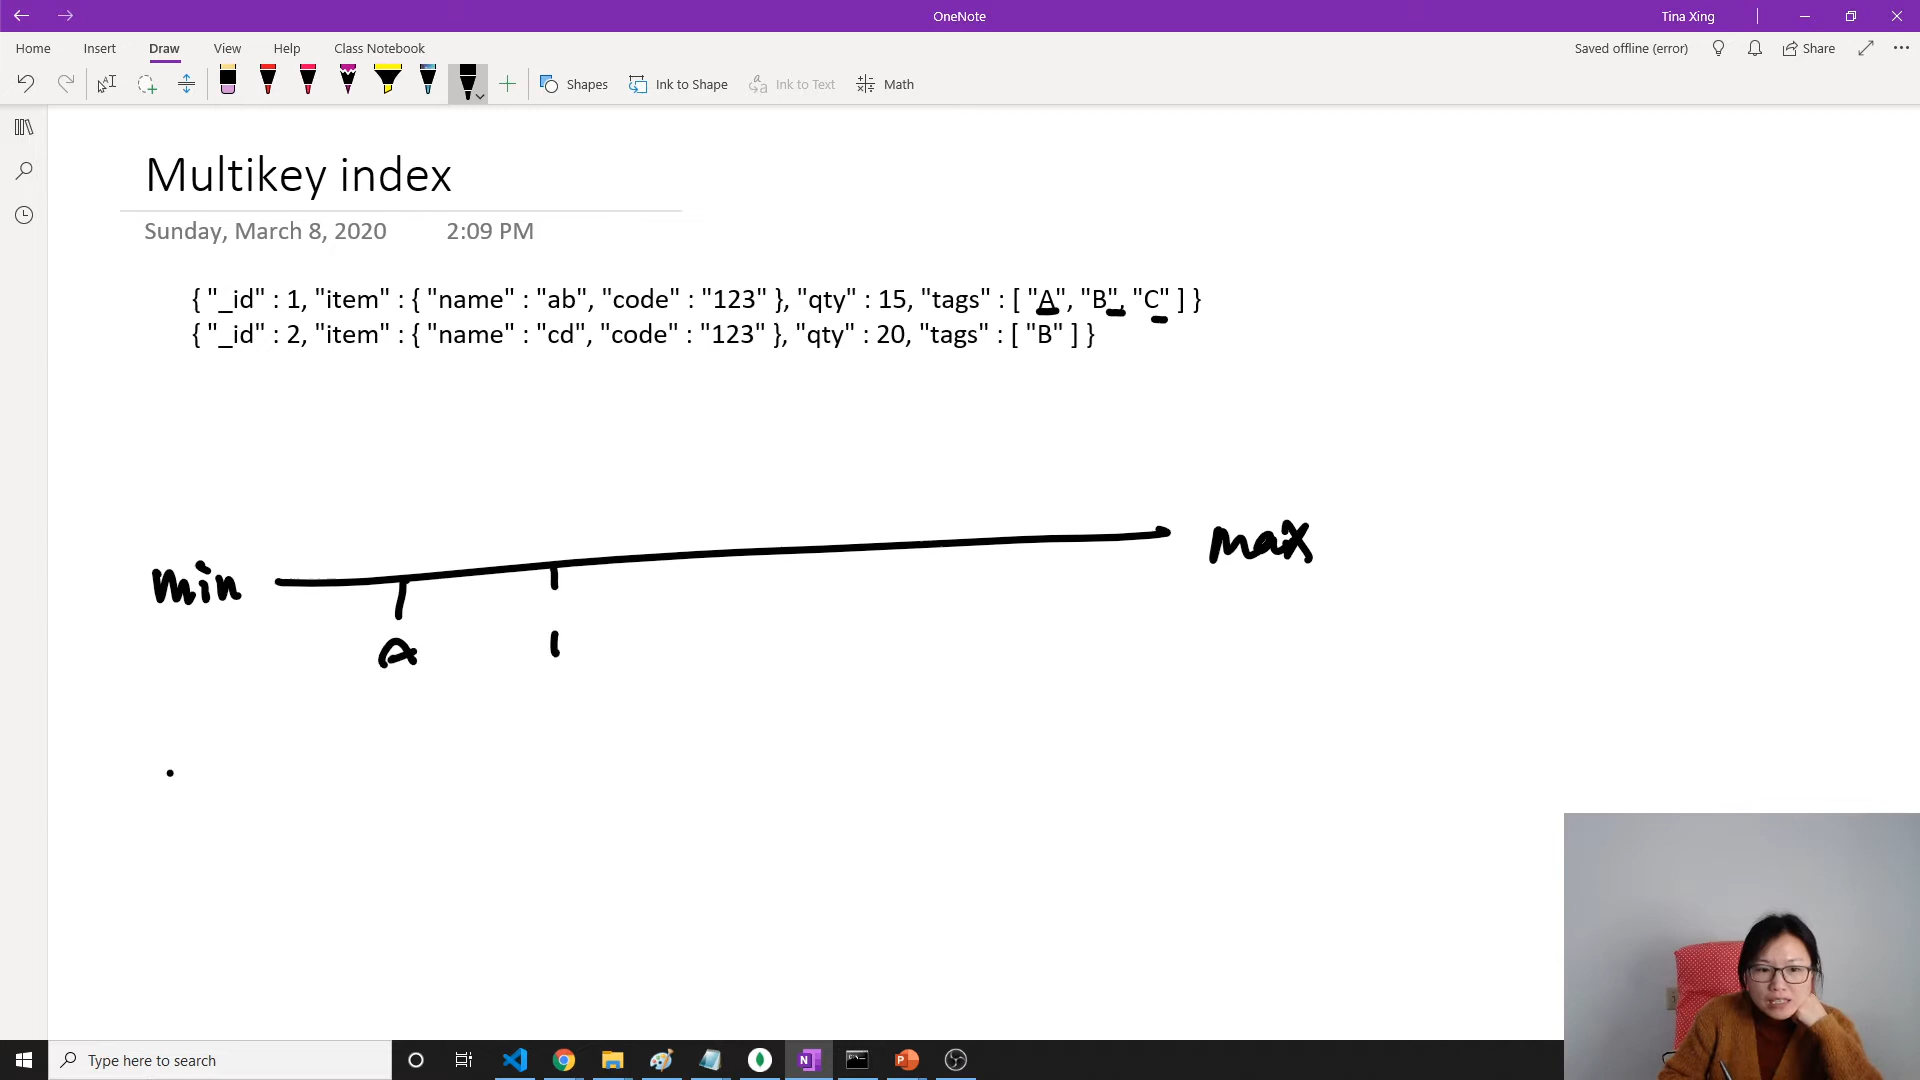 OneNote
Tina Xing
Home Insert Draw View Help Class Notebook
Saved offline (error)
Share
Shapes
Ink to Shape
Ink to Text
Math
Multikey index
Sunday, March 8, 2020 2:09 PM
{ "_id" : 1, "item" : { "name" : "ab", "code" : "123" }, "qty" : 15, "tags" : [ "A", "B", "C" ] }
{ "_id" : 2, "item" : { "name" : "cd", "code" : "123" }, "qty" : 20, "tags" : [ "B" ] }
min
max
A
Type here to search